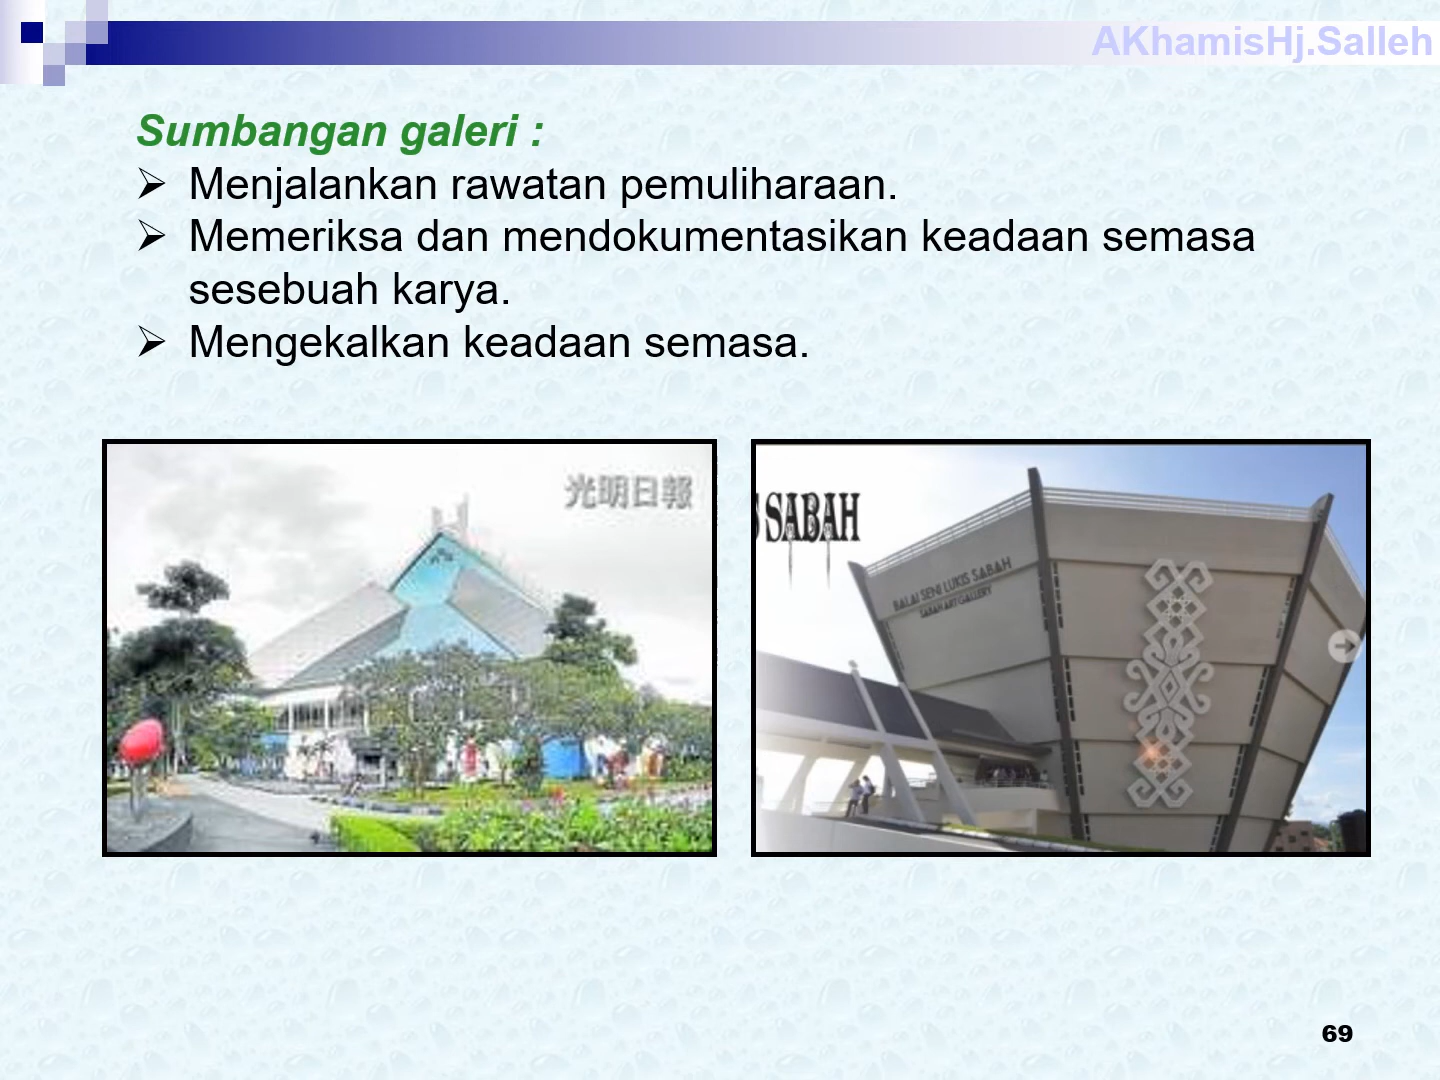 AKhamisHj.Salleh
Sumbangan galeri :
➢ Menjalankan rawatan pemuliharaan.
➢ Memeriksa dan mendokumentasikan keadaan semasa
sesebuah karya.
➢ Mengekalkan keadaan semasa.
光明日報
SABAH
BALAI SENI LUKIS SABAH
SABAH ART GALLERY
69